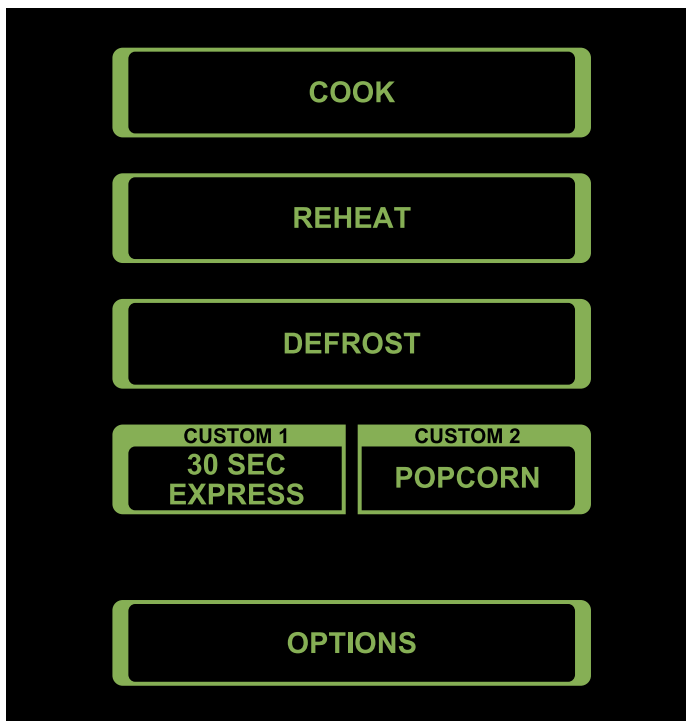 COOK
REHEAT
DEFROST
CUSTOM 1
30 SEC
EXPRESS
CUSTOM 2
POPCORN
OPTIONS